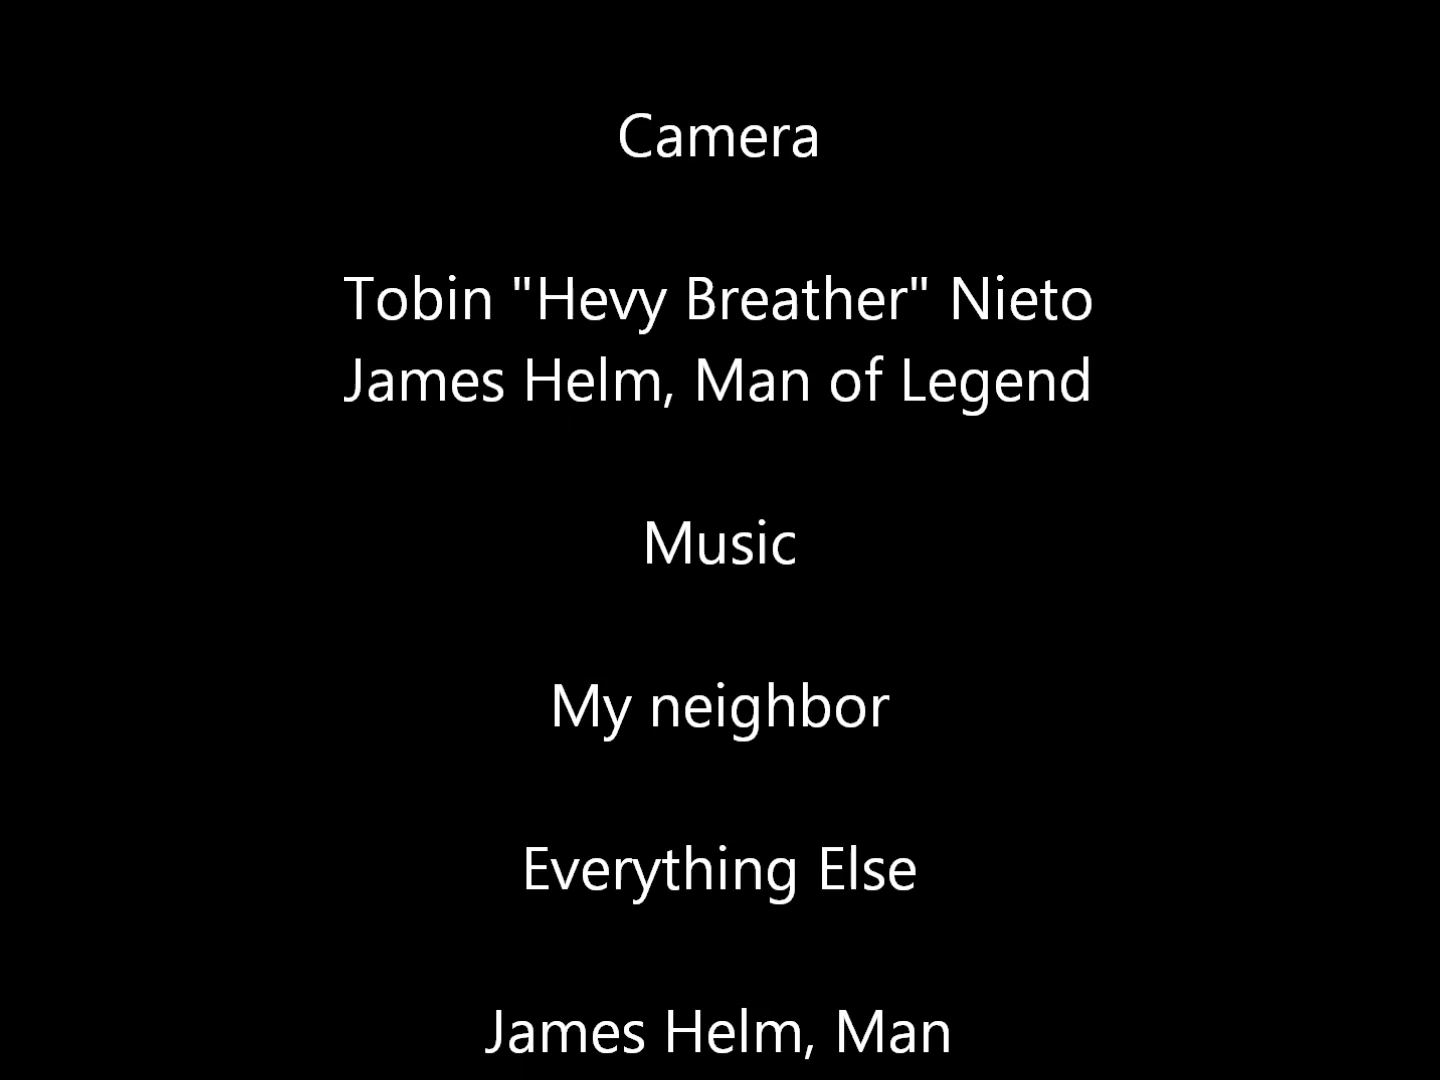 Camera
Tobin "Hevy Breather" Nieto
James Helm, Man of Legend
Music
My neighbor
Everything Else
James Helm, Man